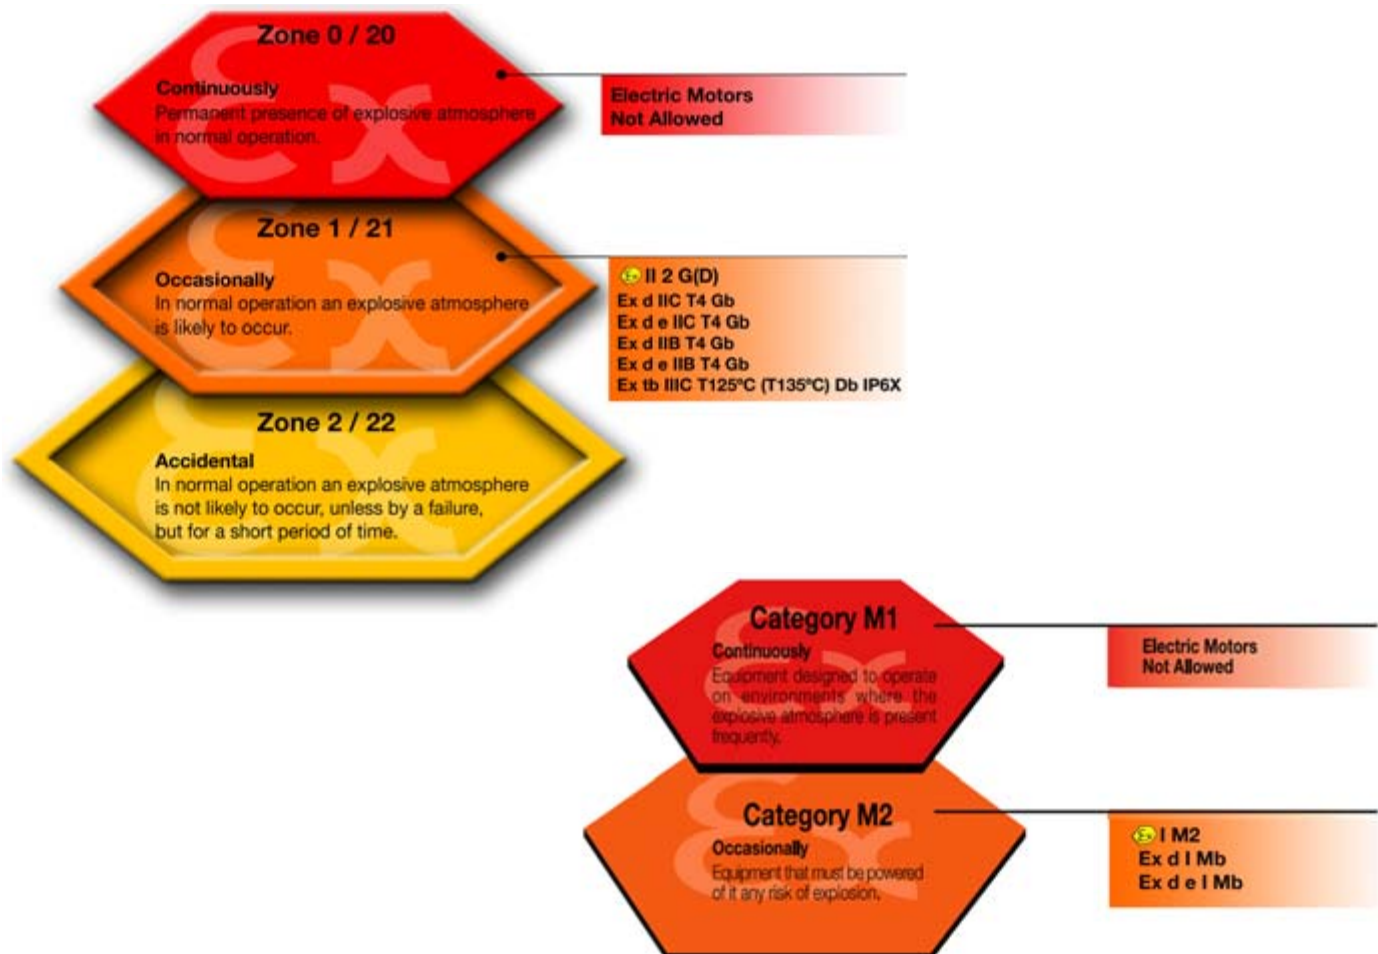 Zone 0 / 20
Continuously
Permanent presence of explosive atmosphere
in normal operation.
Electric Motors
Not Allowed
Zone 1 / 21
Occasionally
In normal operation an explosive atmosphere
is likely to occur.
Ex II 2 G(D)
Ex d IIC T4 Gb
Ex d e IIC T4 Gb
Ex d IIB T4 Gb
Ex d e IIB T4 Gb
Ex tb IIIC T125ºC (T135ºC) Db IP6X
Zone 2 / 22
Accidental
In normal operation an explosive atmosphere
is not likely to occur, unless by a failure,
but for a short period of time.
Category M1
Continuously
Equipment designed to operate
on environments where the
explosive atmosphere is present
frequently.
Electric Motors
Not Allowed
Category M2
Occasionally
Equipment that must be powered
of it any risk of explosion.
Ex I M2
Ex d I Mb
Ex d e I Mb